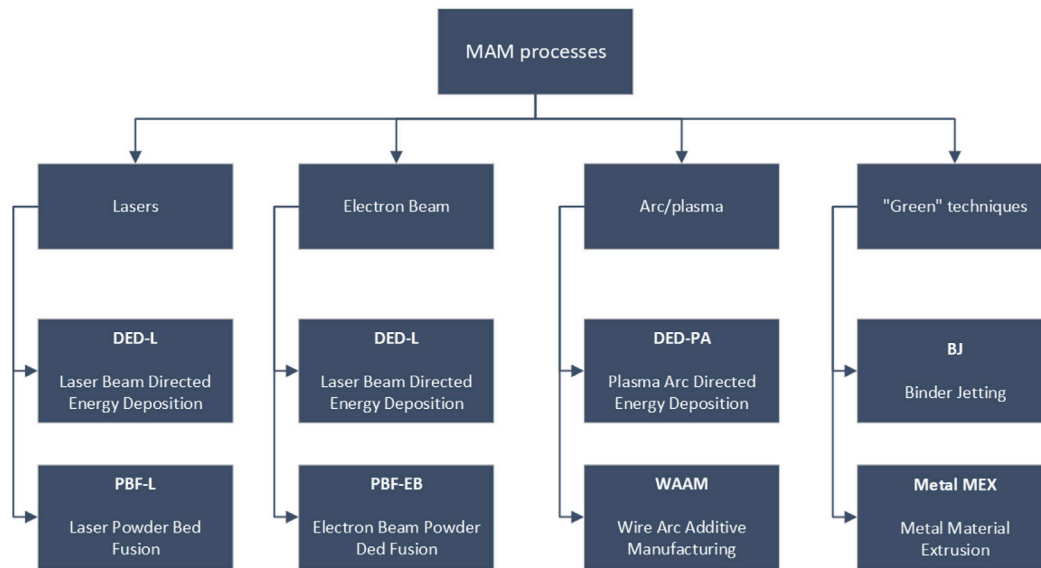 MAM processes
Lasers
Electron Beam
Arc/plasma
"Green" techniques
DED-L
Laser Beam Directed
Energy Deposition
DED-L
Laser Beam Directed
Energy Deposition
DED-PA
Plasma Arc Directed
Energy Deposition
BJ
Binder Jetting
PBF-L
Laser Powder Bed
Fusion
PBF-EB
Electron Beam Powder
Ded Fusion
WAAM
Wire Arc Additive
Manufacturing
Metal MEX
Metal Material
Extrusion